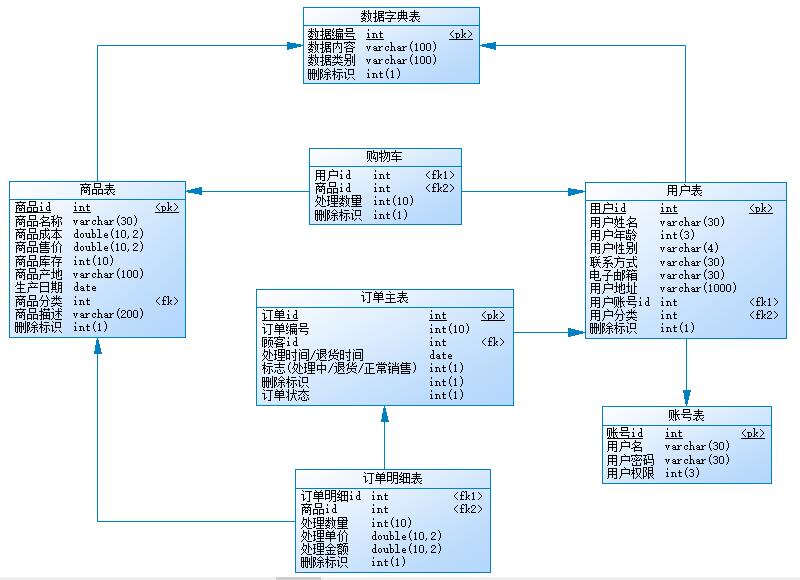 数据字典表
数据编号 int <pk>
数据内容 varchar(100)
数据类别 varchar(100)
删除标识 int(1)
购物车
用户id int <fk1>
商品id int <fk2>
处理数量 int(10)
删除标识 int(1)
商品表
商品id int <pk>
商品名称 varchar(30)
商品成本 double(10,2)
商品售价 double(10,2)
商品库存 int(10)
商品产地 varchar(100)
生产日期 date
商品分类 int <fk>
商品描述 varchar(200)
删除标识 int(1)
用户表
用户id int <pk>
用户姓名 varchar(30)
用户年龄 int(3)
用户性别 varchar(4)
联系方式 varchar(30)
电子邮箱 varchar(30)
用户地址 varchar(1000)
用户账号id int <fk1>
用户分类 int <fk2>
删除标识 int(1)
订单主表
订单id int <pk>
订单编号 int(10)
顾客id int <fk>
处理时间/退货时间 date
标志(处理中/退货/正常销售) int(1)
删除标识 int(1)
订单状态 int(1)
账号表
账号id int <pk>
用户名 varchar(30)
用户密码 varchar(30)
用户权限 int(3)
订单明细表
订单明细id int <fk1>
商品id int <fk2>
处理数量 int(10)
处理单价 double(10,2)
处理金额 double(10,2)
删除标识 int(1)